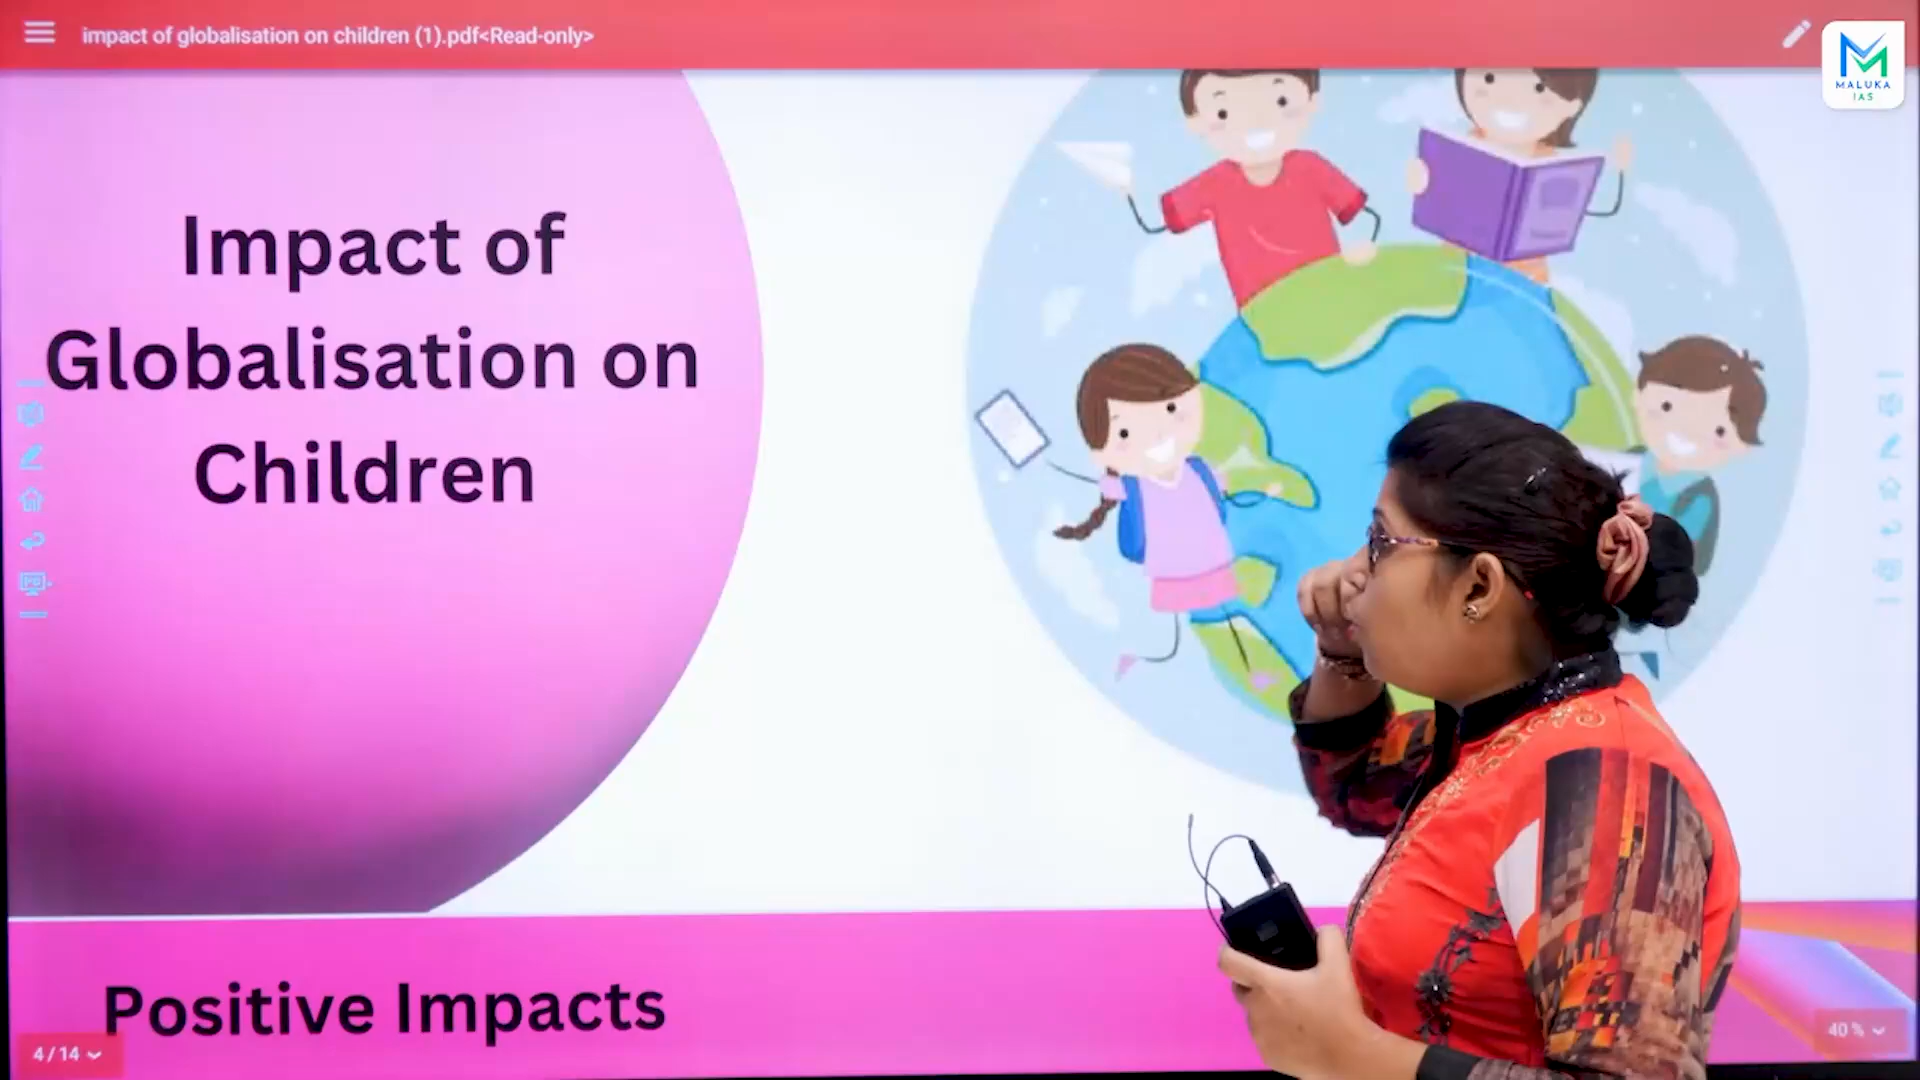 impact of globalisation on children (1).pdf<Read-only>
MALUKA
IAS
Impact of
Globalisation on
Children
PC
Positive Impacts
4 / 14
40 %